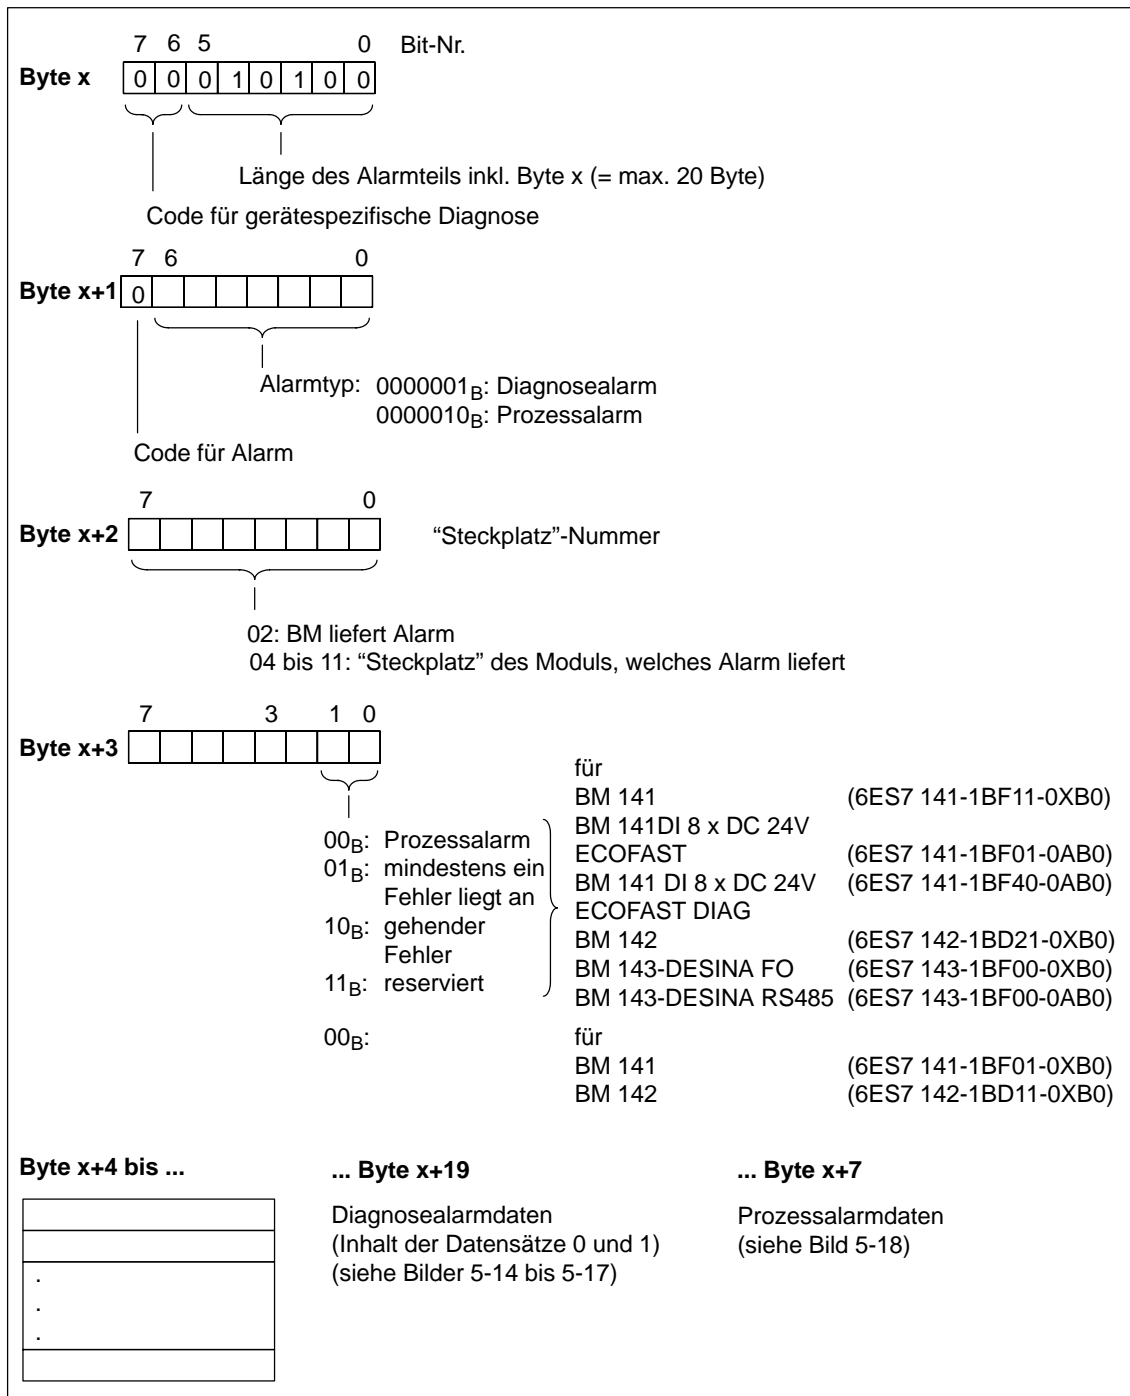 7 6 5 0 Bit-Nr.
Byte x 0 0 0 1 0 1 0 0
Länge des Alarmteils inkl. Byte x (= max. 20 Byte)
Code für gerätespezifische Diagnose
7 6 0
Byte x+1 0
Alarmtyp: 0000001B: Diagnosealarm
0000010B: Prozessalarm
Code für Alarm
7 0
Byte x+2 “Steckplatz”-Nummer
02: BM liefert Alarm
04 bis 11: “Steckplatz” des Moduls, welches Alarm liefert
7 3 1 0
Byte x+3
00B: Prozessalarm
01B: mindestens ein
Fehler liegt an
10B: gehender
Fehler
11B: reserviert
für
BM 141 (6ES7 141-1BF11-0XB0)
BM 141DI 8 x DC 24V
ECOFAST (6ES7 141-1BF01-0AB0)
BM 141 DI 8 x DC 24V (6ES7 141-1BF40-0AB0)
ECOFAST DIAG
BM 142 (6ES7 142-1BD21-0XB0)
BM 143-DESINA FO (6ES7 143-1BF00-0XB0)
BM 143-DESINA RS485 (6ES7 143-1BF00-0AB0)
00B: für
BM 141 (6ES7 141-1BF01-0XB0)
BM 142 (6ES7 142-1BD11-0XB0)
Byte x+4 bis ... ... Byte x+19 ... Byte x+7
.
.
.
Diagnosealarmdaten
(Inhalt der Datensätze 0 und 1)
(siehe Bilder 5-14 bis 5-17)
Prozessalarmdaten
(siehe Bild 5-18)